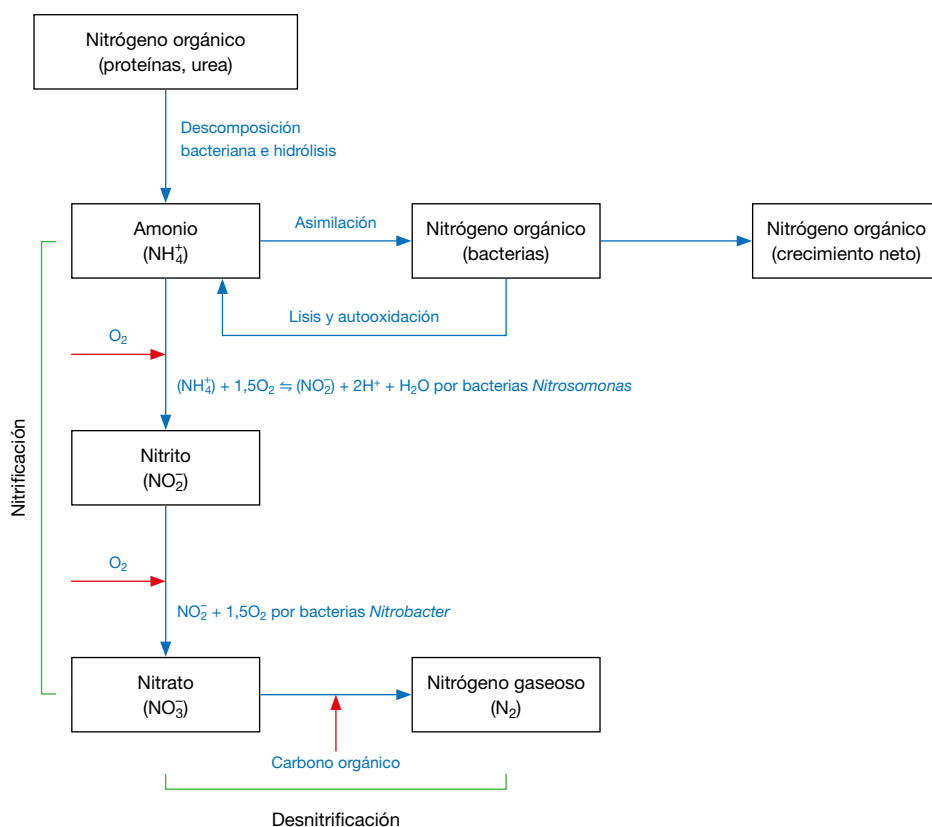 Nitrógeno orgánico
(proteínas, urea)
Descomposición
bacteriana e hidrólisis
Amonio
(NH₄⁺)
Asimilación
Nitrógeno orgánico
(bacterias)
Nitrógeno orgánico
(crecimiento neto)
Lisis y autooxidación
O₂
(NH₄⁺) + 1,5O₂ ⇋ (NO₂⁻) + 2H⁺ + H₂O por bacterias Nitrosomonas
Nitrificación
Nitrito
(NO₂⁻)
O₂
NO₂⁻ + 1,5O₂ por bacterias Nitrobacter
Nitrato
(NO₃⁻)
Nitrógeno gaseoso
(N₂)
Carbono orgánico
Desnitrificación